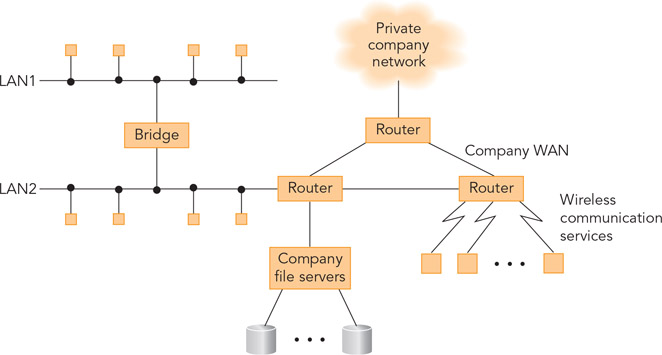 Private
company
network
LAN1
Router
Bridge
Company WAN
LAN2
Router
Router
Wireless
communication
services
Company
file servers